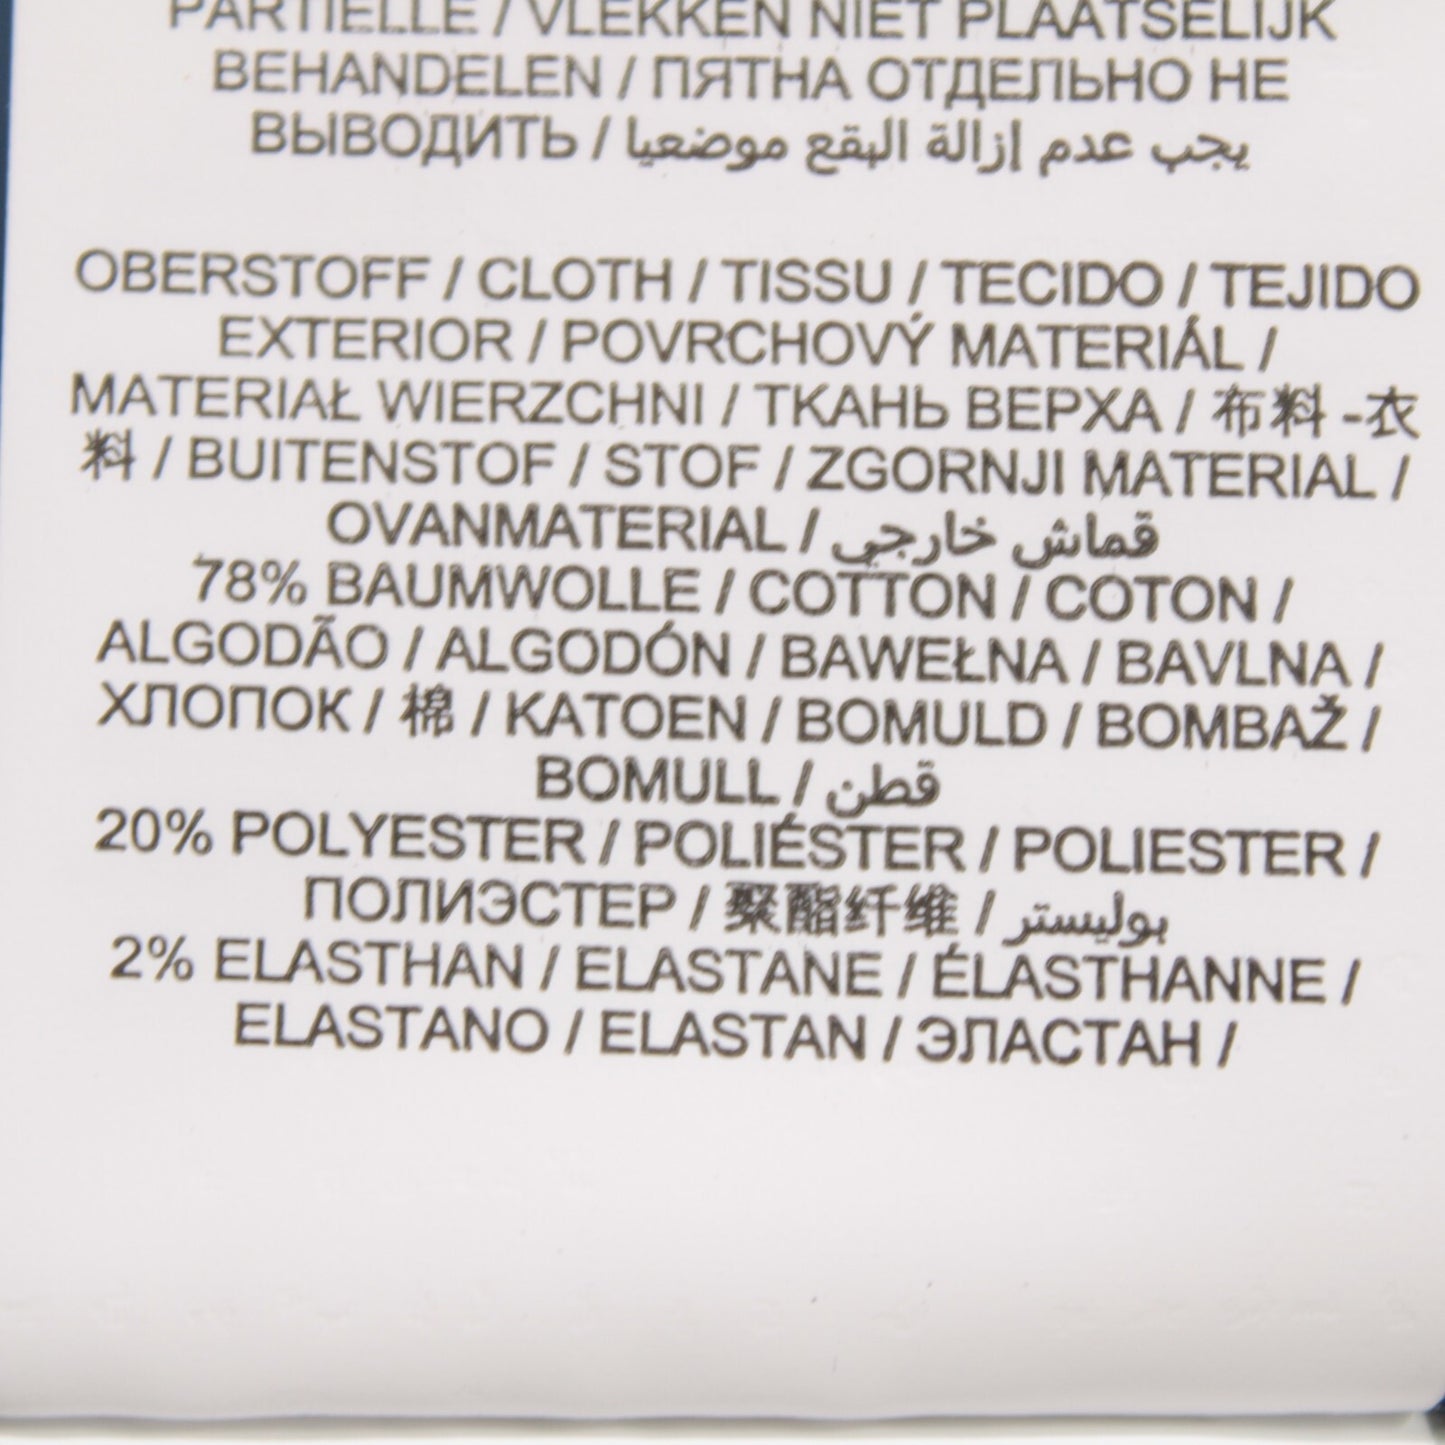 PARTIELLE / VLEKKEN NIET PLAATSELIJK
BEHANDELEN / ПЯТНА ОТДЕЛЬНО НЕ
ВЫВОДИТЬ / يجب عدم إزالة البقع موضعيا
OBERSTOFF / CLOTH / TISSU / TECIDO / TEJIDO
EXTERIOR / POVRCHOVÝ MATERIÁL /
MATERIAŁ WIERZCHNI / ТКАНЬ ВЕРХА / 布料 -衣
料 / BUITENSTOF / STOF / ZGORNJI MATERIAL /
OVANMATERIAL / قماش خارجي
78% BAUMWOLLE / COTTON / COTON /
ALGODÃO / ALGODÓN / BAWEŁNA / BAVLNA /
ХЛОПОК / 棉 / KATOEN / BOMULD / BOMBAŽ /
BOMULL / قطن
20% POLYESTER / POLIÉSTER / POLIESTER /
ПОЛИЭСТЕР / 聚酯纤维 / بوليستر
2% ELASTHAN / ELASTANE / ÉLASTHANNE /
ELASTANO / ELASTAN / ЭЛАСТАН /